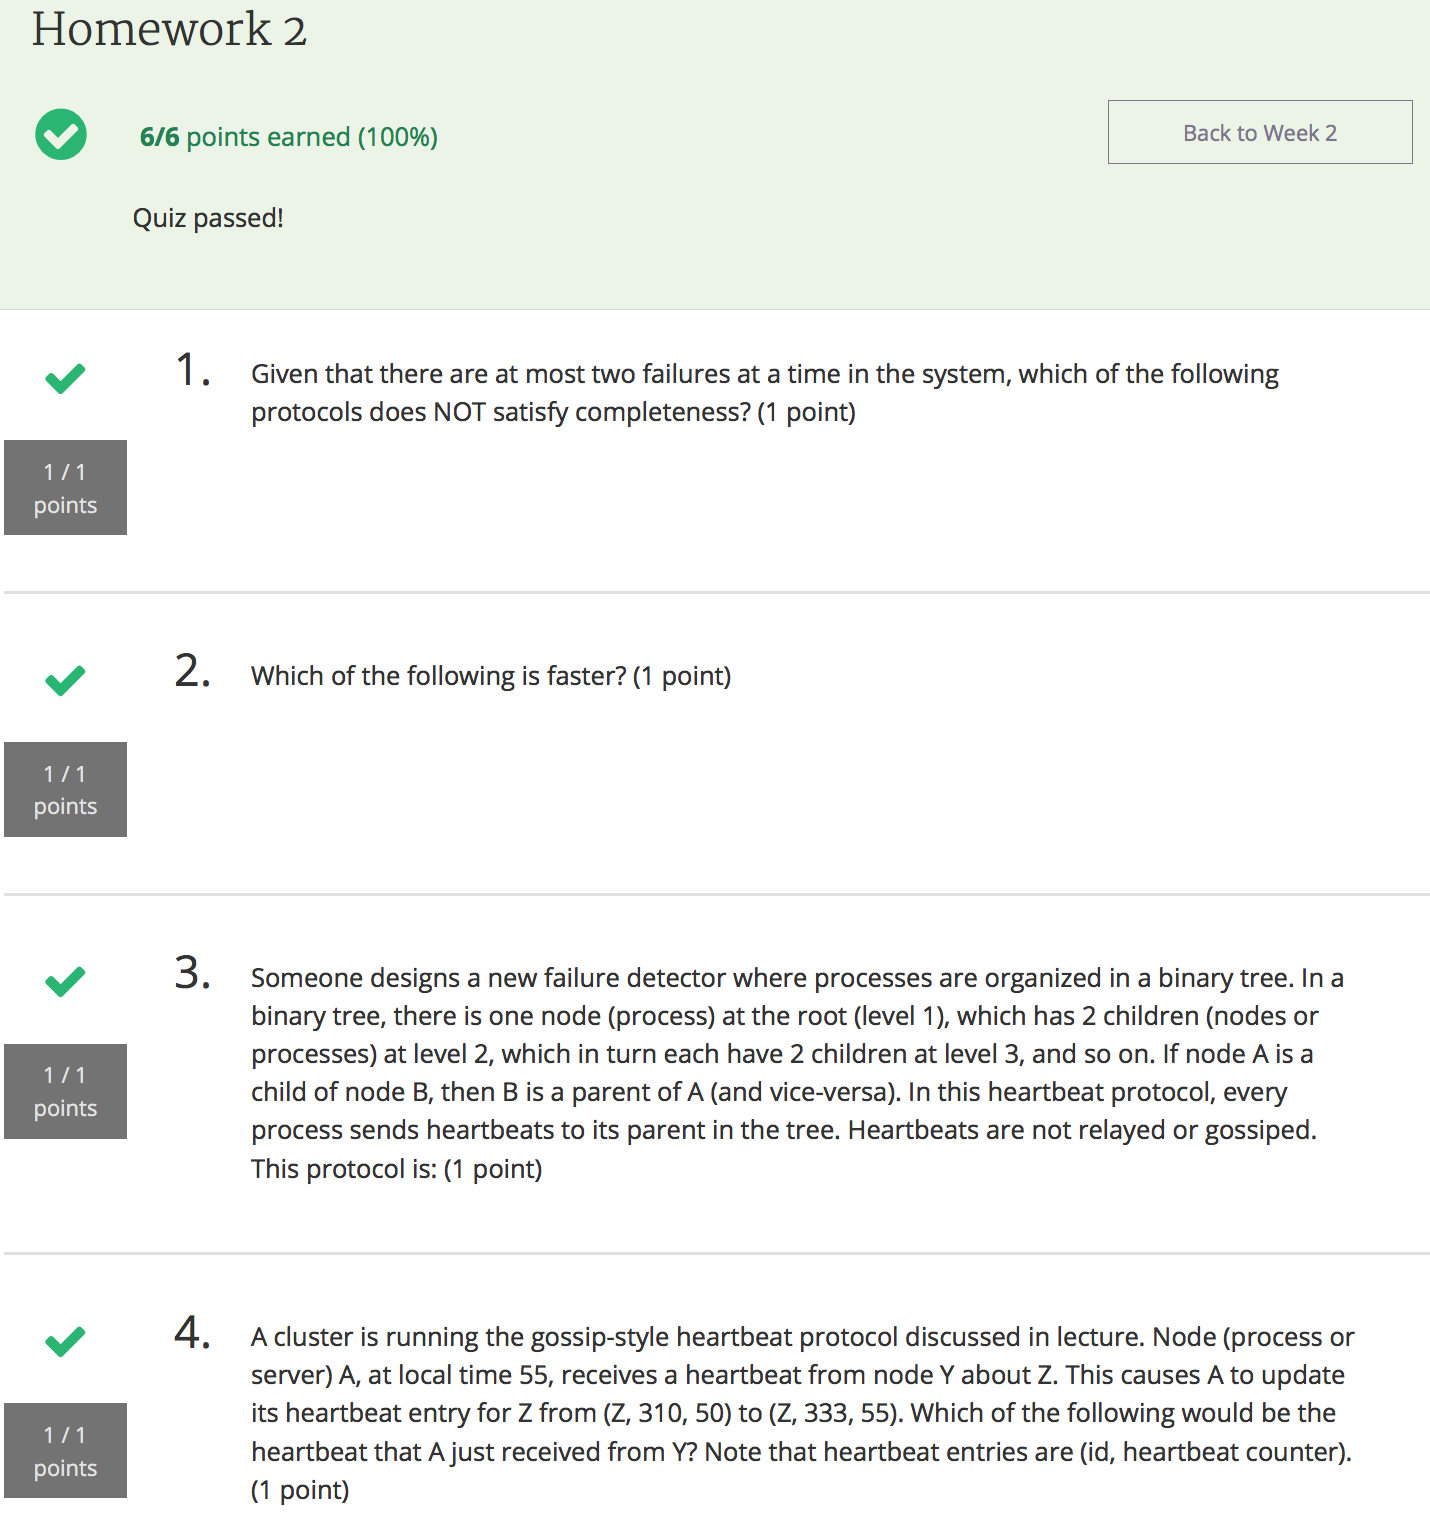 Homework 2
6/6 points earned (100%)
Back to Week 2
Quiz passed!
1.
Given that there are at most two failures at a time in the system, which of the following
protocols does NOT satisfy completeness? (1 point)
1 / 1
points
2.
Which of the following is faster? (1 point)
1 / 1
points
3.
Someone designs a new failure detector where processes are organized in a binary tree. In a
binary tree, there is one node (process) at the root (level 1), which has 2 children (nodes or
processes) at level 2, which in turn each have 2 children at level 3, and so on. If node A is a
child of node B, then B is a parent of A (and vice-versa). In this heartbeat protocol, every
process sends heartbeats to its parent in the tree. Heartbeats are not relayed or gossiped.
This protocol is: (1 point)
1 / 1
points
4.
A cluster is running the gossip-style heartbeat protocol discussed in lecture. Node (process or
server) A, at local time 55, receives a heartbeat from node Y about Z. This causes A to update
its heartbeat entry for Z from (Z, 310, 50) to (Z, 333, 55). Which of the following would be the
heartbeat that A just received from Y? Note that heartbeat entries are (id, heartbeat counter).
(1 point)
1 / 1
points